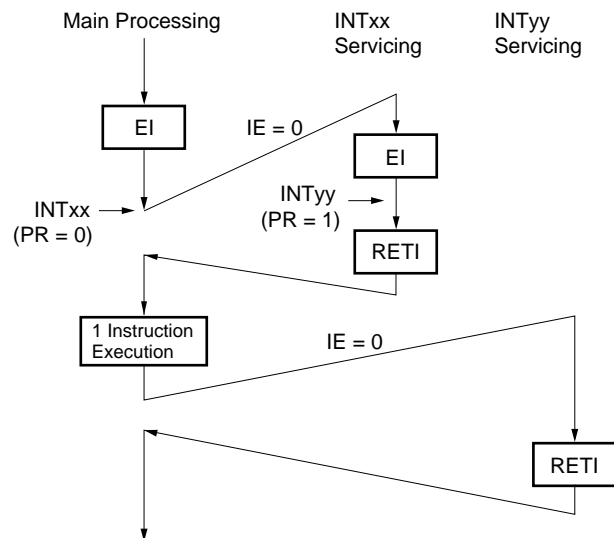 Main Processing
INTxx
Servicing
INTyy
Servicing
EI
IE = 0
EI
INTxx
(PR = 0)
INTyy
(PR = 1)
RETI
1 Instruction
Execution
IE = 0
RETI